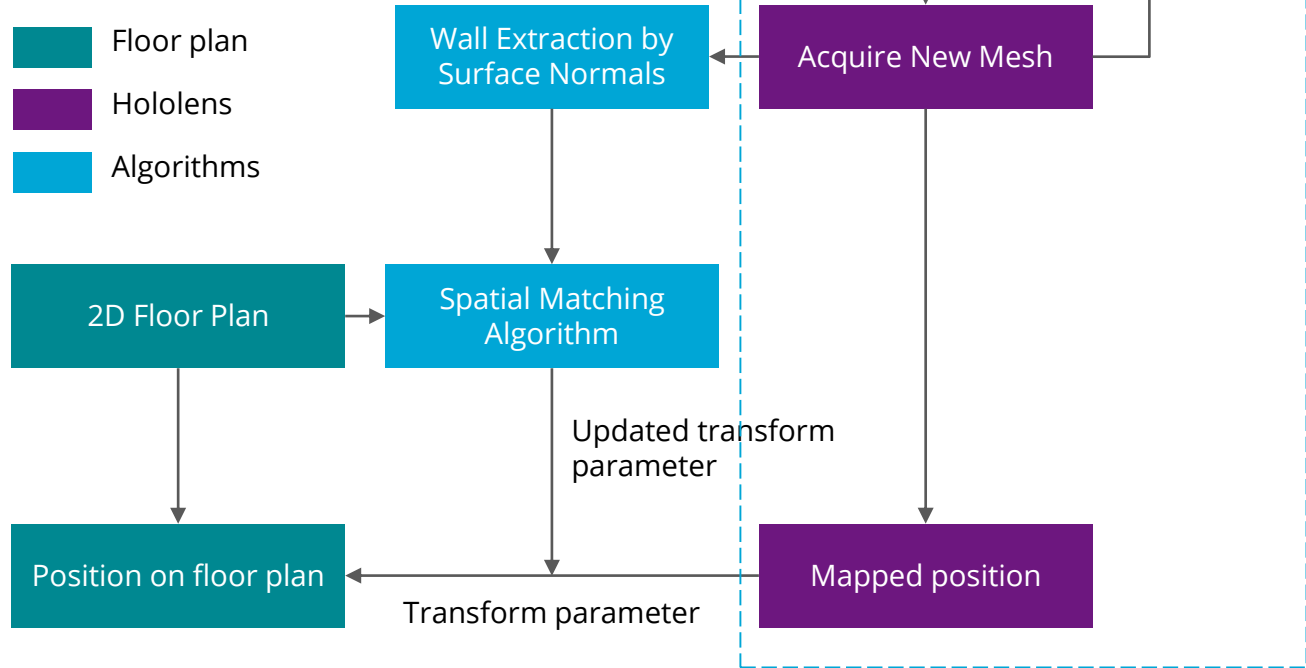 Floor plan
Hololens
Algorithms
Wall Extraction by
Surface Normals
Acquire New Mesh
2D Floor Plan
Spatial Matching
Algorithm
Updated transform
parameter
Position on floor plan
Transform parameter
Mapped position